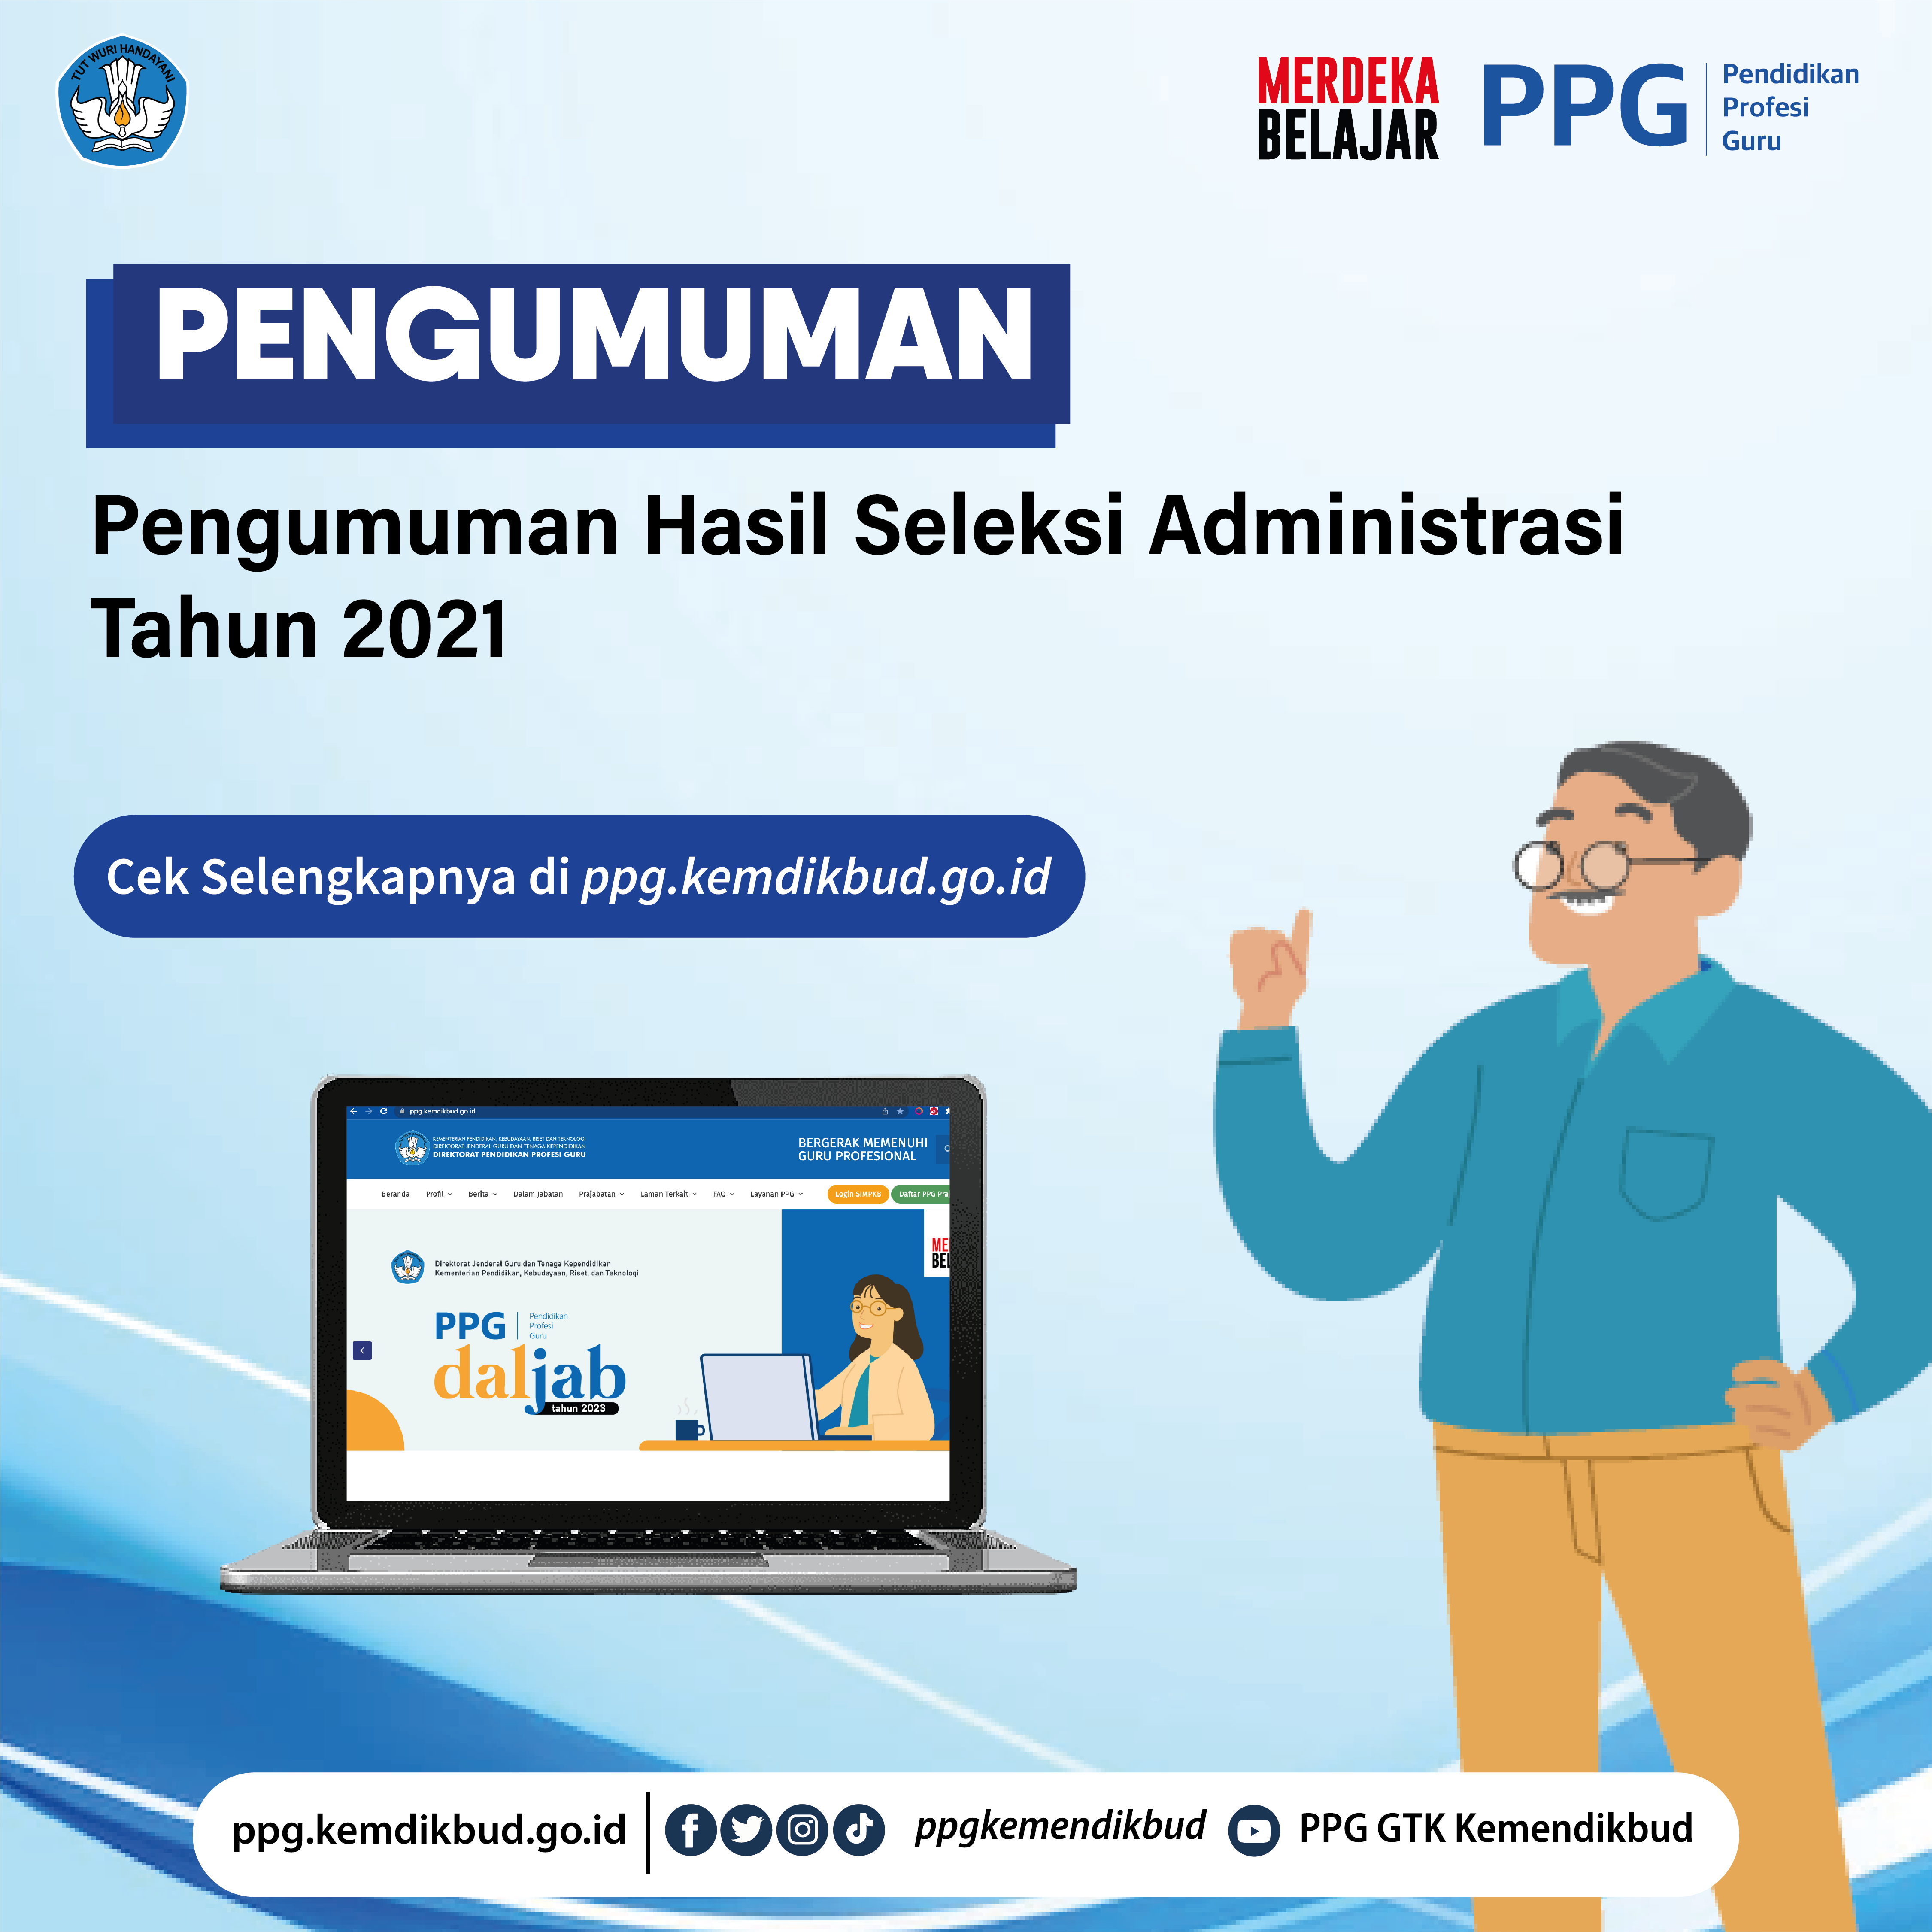 TUT WURI HANDAYANI
MERDEKA
BELAJAR
PPG
Pendidikan
Profesi
Guru
PENGUMUMAN
Pengumuman Hasil Seleksi Administrasi
Tahun 2021
Cek Selengkapnya di ppg.kemdikbud.go.id
ppg.kemdikbud.go.id
KEMENTERIAN PENDIDIKAN, KEBUDAYAAN, RISET DAN TEKNOLOGI
DIREKTORAT JENDERAL GURU DAN TENAGA KEPENDIDIKAN
DIREKTORAT PENDIDIKAN PROFESI GURU
BERGERAK MEMENUHI
GURU PROFESIONAL
Beranda Profil Berita Dalam Jabatan Prajabatan Laman Terkait FAQ Layanan PPG Login SIMPKB Daftar PPG Pra
ME
BEL
Direktorat Jenderal Guru dan Tenaga Kependidikan
Kementerian Pendidikan, Kebudayaan, Riset, dan Teknologi
PPG
Pendidikan
Profesi
Guru
daljab
tahun 2023
ppg.kemdikbud.go.id ppgkemendikbud PPG GTK Kemendikbud